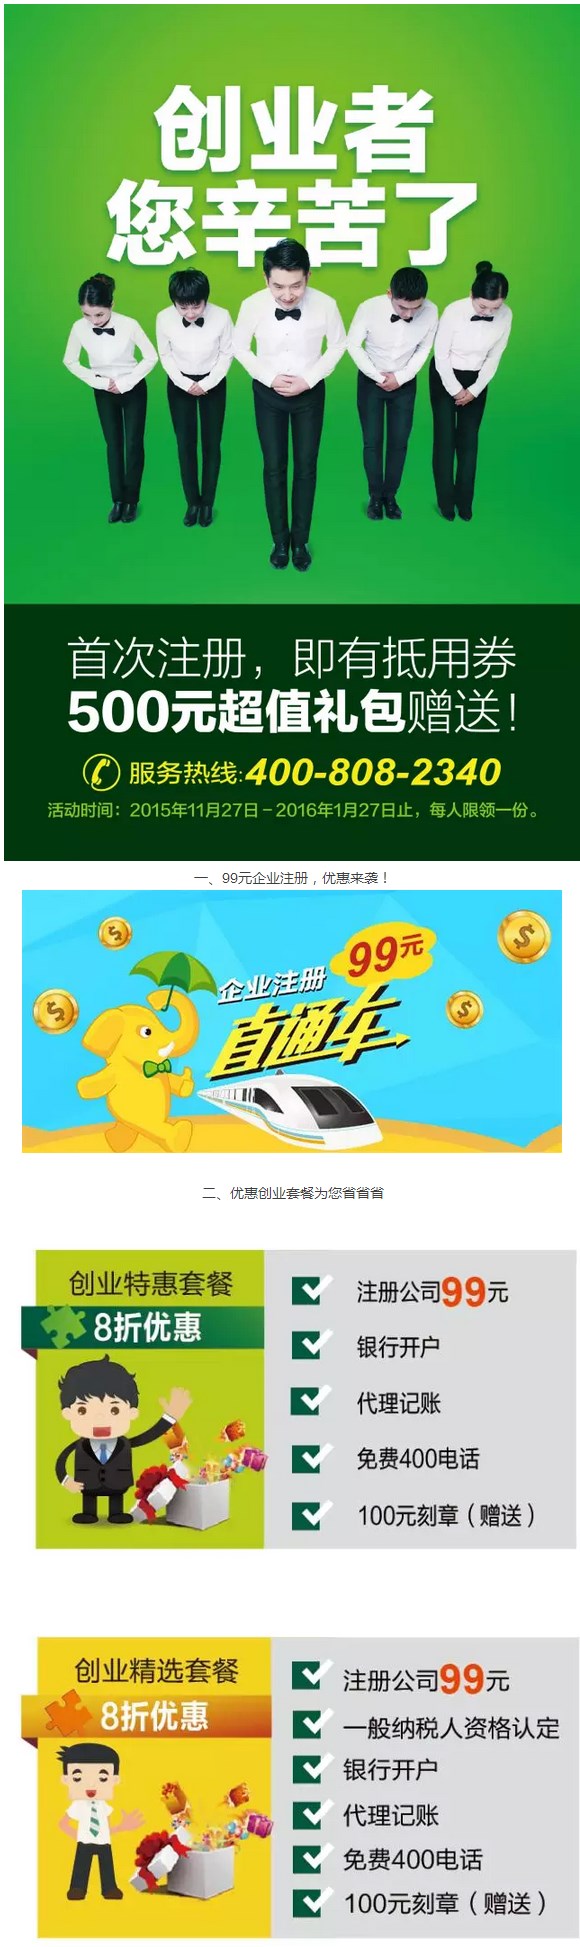 创业者
您辛苦了
首次注册，即有抵用券
500元超值礼包赠送！
服务热线:400-808-2340
活动时间：2015年11月27日－2016年1月27日止，每人限领一份。
一、99元企业注册，优惠来袭！
企业注册 99元
直通车
二、优惠创业套餐为您省省省
创业特惠套餐
8折优惠
注册公司99元
银行开户
代理记账
免费400电话
100元刻章（赠送）
创业精选套餐
8折优惠
注册公司99元
一般纳税人资格认定
银行开户
代理记账
免费400电话
100元刻章（赠送）